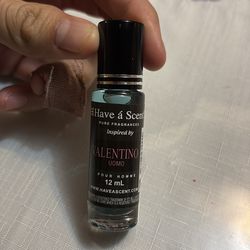 Have á Scent
PURE FRAGRANCES
inspired by
VALENTINO
UOMO
POUR HOMME
12 mL
WWW.HAVEASCENT.COM